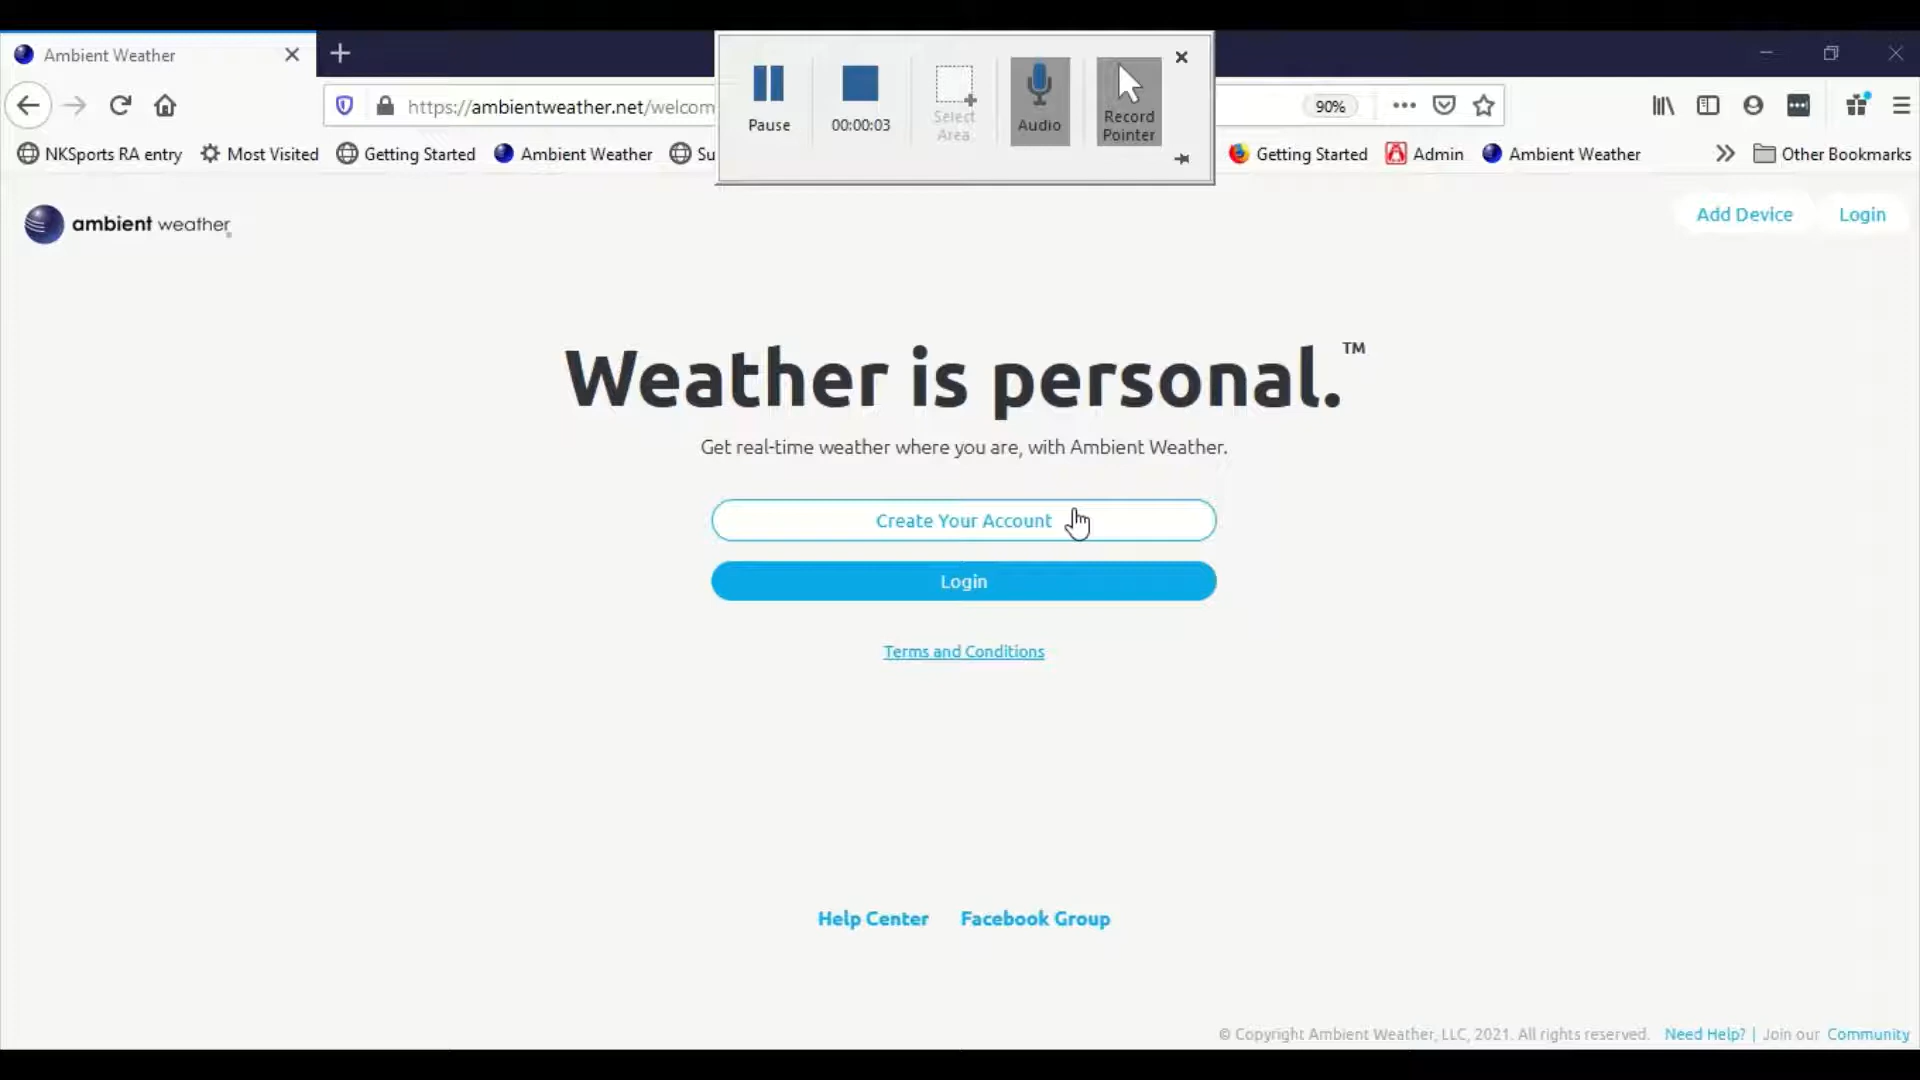 Ambient Weather
Pause
00:00:03
Select
Area
Audio
Record
Pointer
https://ambientweather.net/welcom
90%
NKSports RA entry
Most Visited
Getting Started
Ambient Weather
Su
Getting Started
Admin
Ambient Weather
Other Bookmarks
ambient weather
Add Device
Login
Weather is personal.™
Get real-time weather where you are, with Ambient Weather.
Create Your Account
Login
Terms and Conditions
Help Center
Facebook Group
© Copyright Ambient Weather, LLC, 2021. All rights reserved. Need Help? | Join our Community